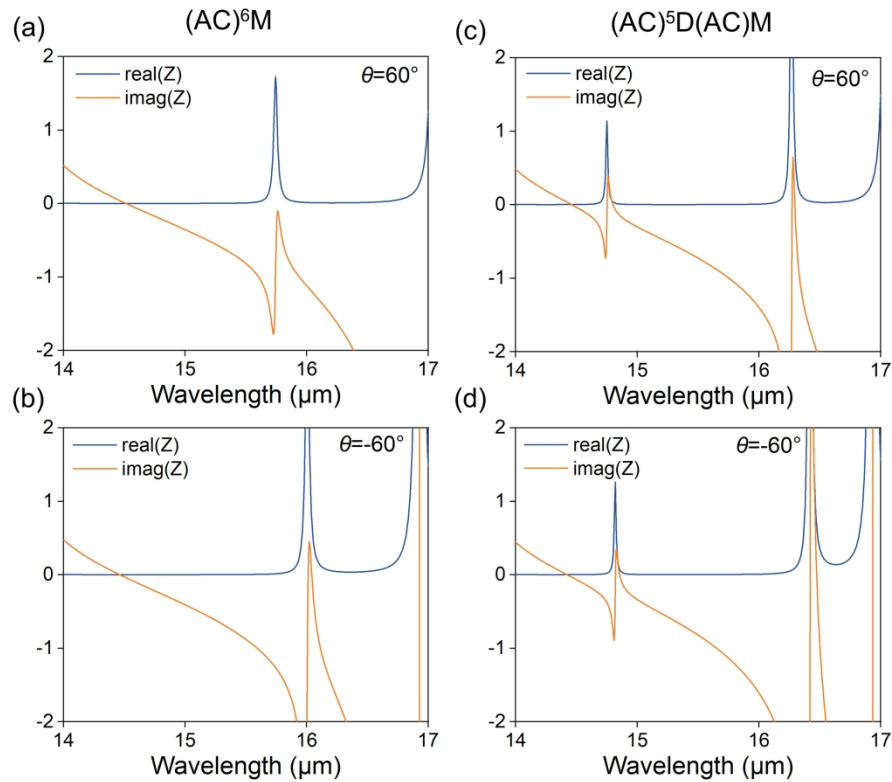 (a)
(AC)⁶M
2
1
0
-1
-2
real(Z)
imag(Z)
θ=60°
14
15
16
17
Wavelength (μm)
(c)
(AC)⁵D(AC)M
2
1
0
-1
-2
real(Z)
imag(Z)
θ=60°
14
15
16
17
Wavelength (μm)
(b)
2
1
0
-1
-2
real(Z)
imag(Z)
θ=-60°
14
15
16
17
Wavelength (μm)
(d)
2
1
0
-1
-2
real(Z)
imag(Z)
θ=-60°
14
15
16
17
Wavelength (μm)